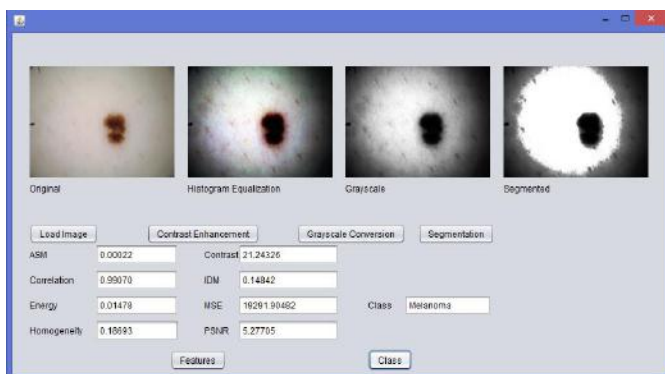 Original Histogram Equalization Grayscale Segmented
Load Image Contrast Enhancement Grayscale Conversion Segmentation
ASM 0.00022 Contrast 21.24326
Correlation 0.99070 IDM 0.14842
Energy 0.01478 MSE 19291.90482 Class Melanoma
Homogeneity 0.18693 PSNR 5.27705
Features Class